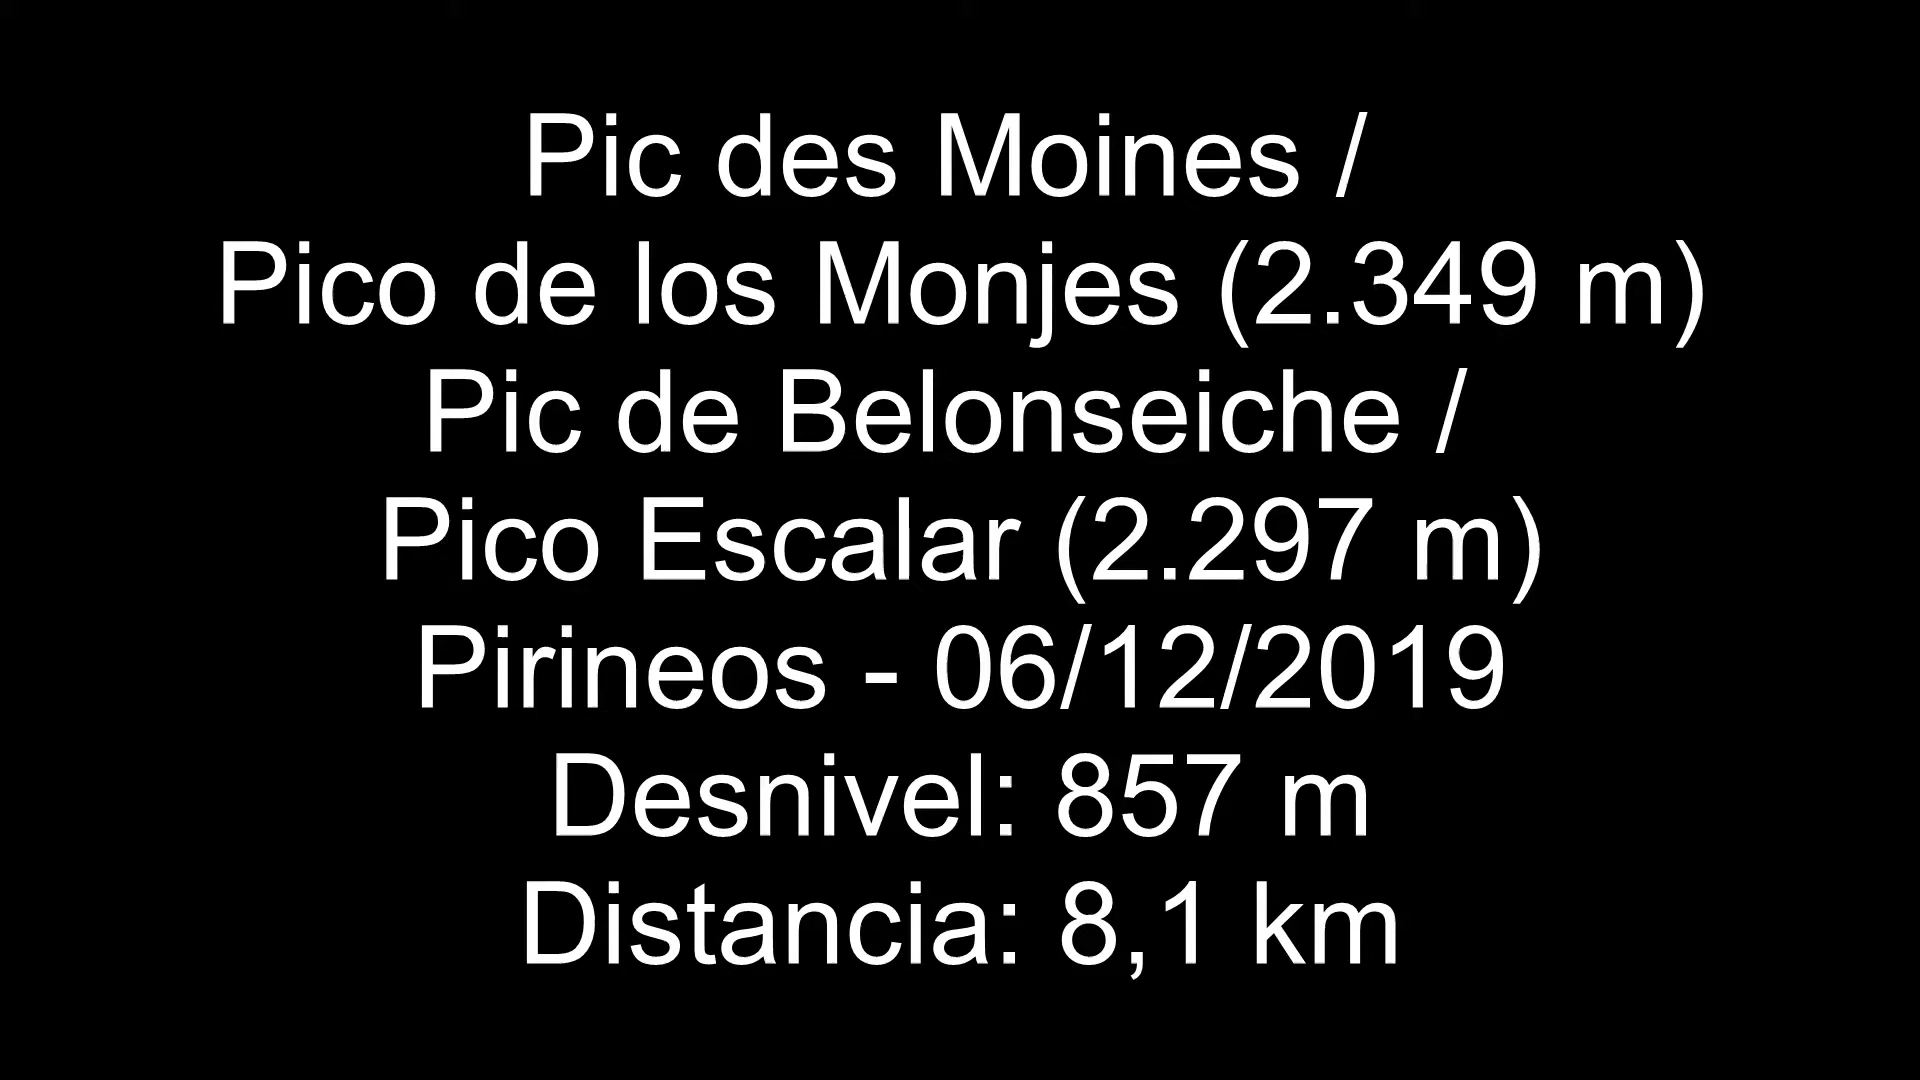 Pic des Moines /
Pico de los Monjes (2.349 m)
Pic de Belonseiche /
Pico Escalar (2.297 m)
Pirineos - 06/12/2019
Desnivel: 857 m
Distancia: 8,1 km